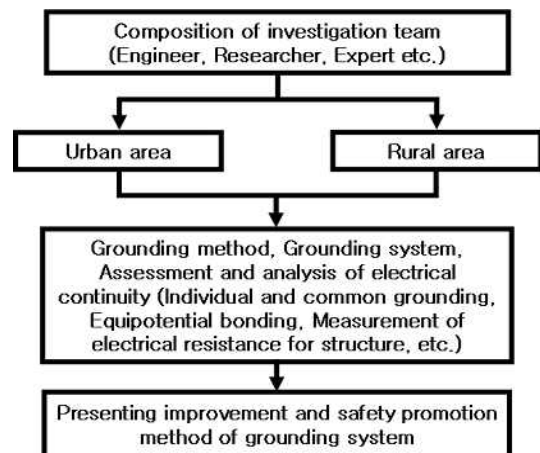 Composition of investigation team
(Engineer, Researcher, Expert etc.)
Urban area
Rural area
Grounding method, Grounding system,
Assessment and analysis of electrical
continuity (Individual and common grounding,
Equipotential bonding, Measurement of
electrical resistance for structure, etc.)
Presenting improvement and safety promotion
method of grounding system